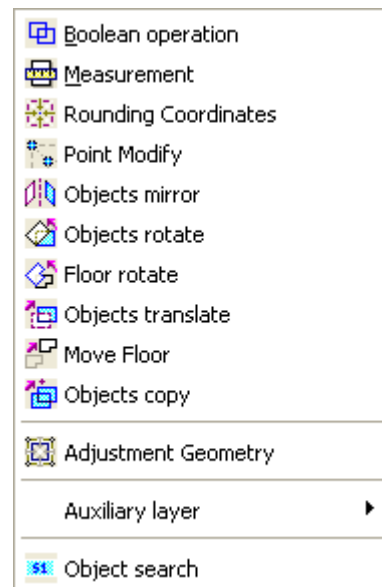 Boolean operation
Measurement
Rounding Coordinates
Point Modify
Objects mirror
Objects rotate
Floor rotate
Objects translate
Move Floor
Objects copy
Adjustment Geometry
Auxiliary layer
S1 Object search